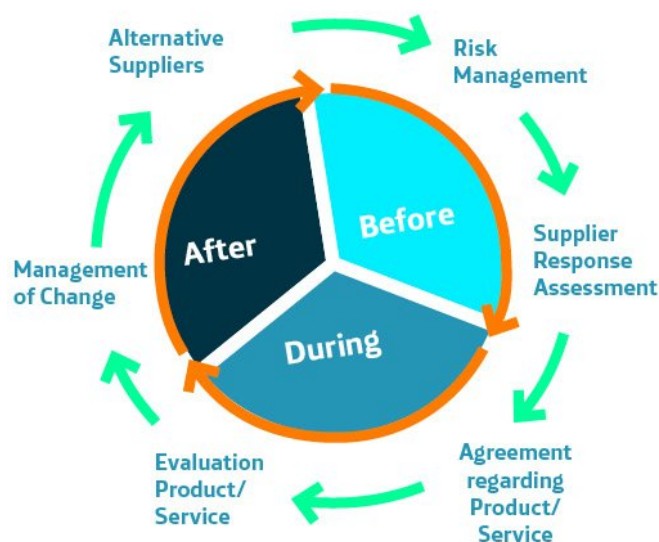 Alternative
Suppliers
Risk
Management
Before
After
Supplier
Response
Assessment
Management
of Change
During
Evaluation
Product/
Service
Agreement
regarding
Product/
Service